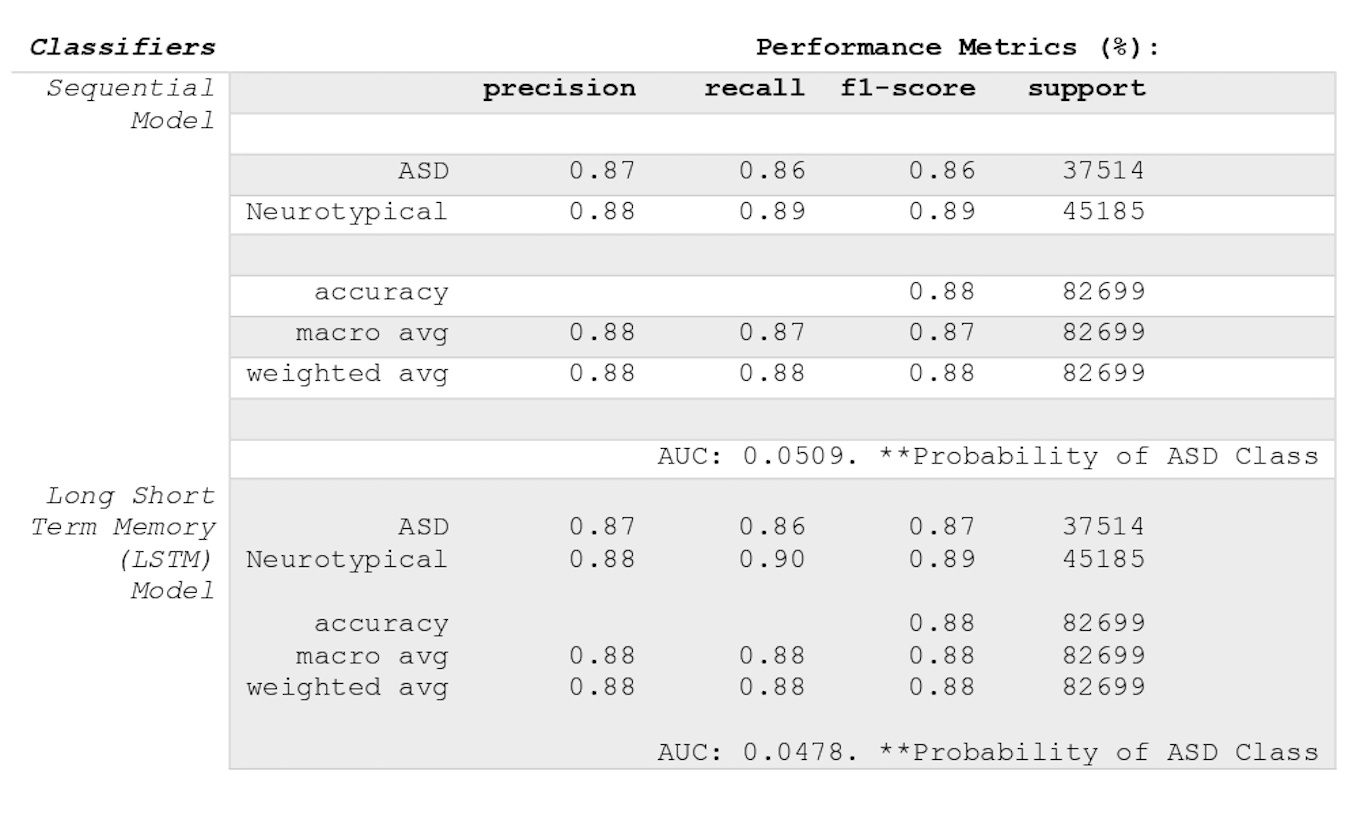 Classifiers Performance Metrics (%):
Sequential Model
precision recall f1-score support
ASD 0.87 0.86 0.86 37514
Neurotypical 0.88 0.89 0.89 45185
accuracy 0.88 82699
macro avg 0.88 0.87 0.87 82699
weighted avg 0.88 0.88 0.88 82699
AUC: 0.0509. **Probability of ASD Class
Long Short
Term Memory
(LSTM)
Model
ASD 0.87 0.86 0.87 37514
Neurotypical 0.88 0.90 0.89 45185
accuracy 0.88 82699
macro avg 0.88 0.88 0.88 82699
weighted avg 0.88 0.88 0.88 82699
AUC: 0.0478. **Probability of ASD Class